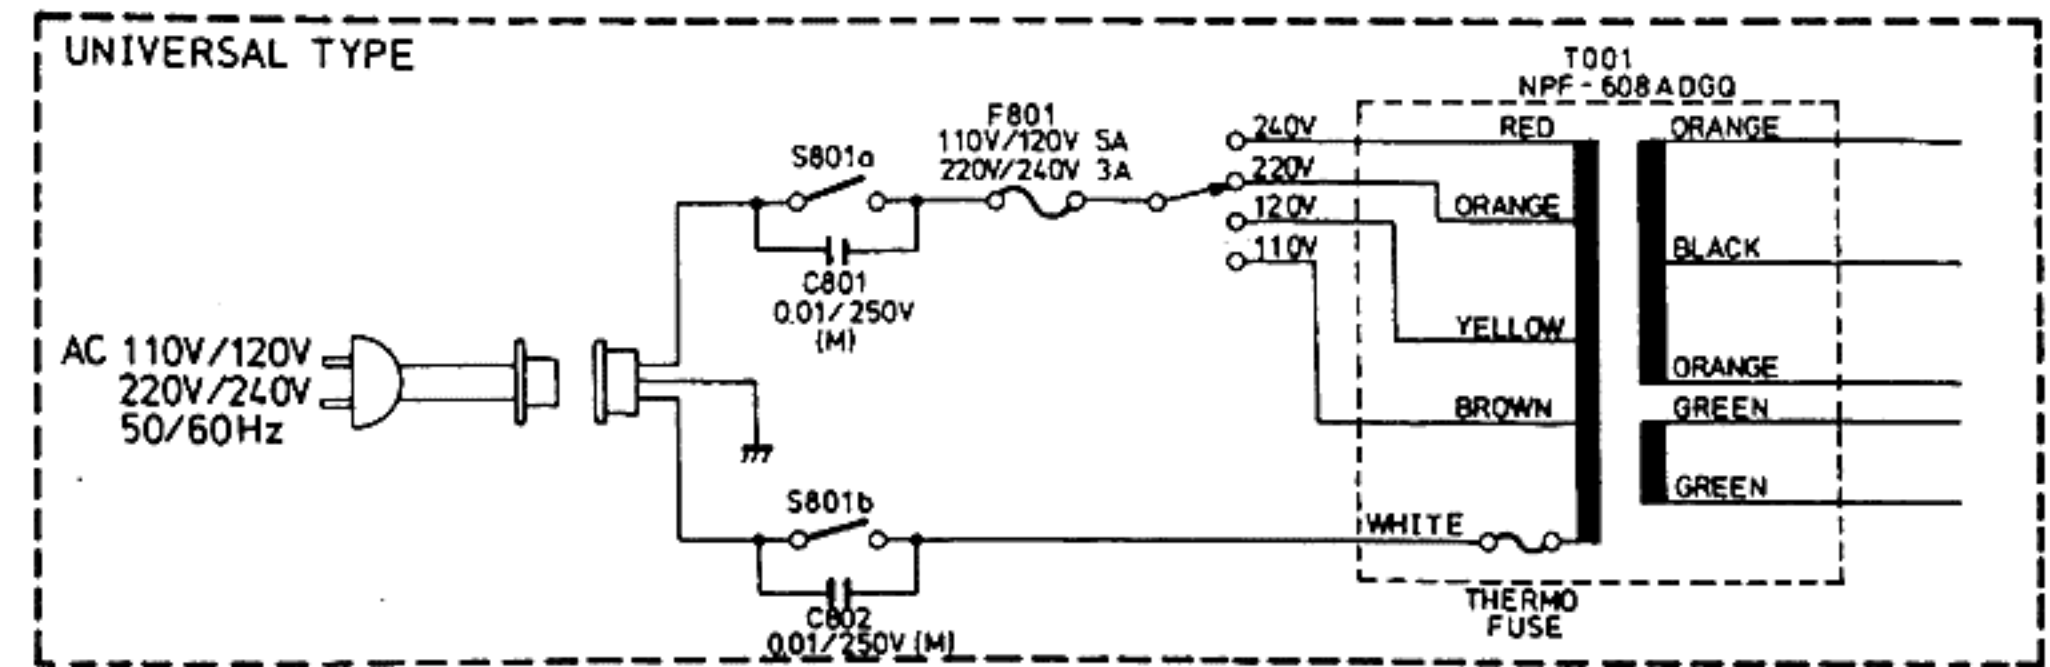 UNIVERSAL TYPE
T001
NPF-608ADGQ
F801
110V/120V 5A
220V/240V 3A
S801a
C801
0.01/250V
(M)
240V
220V
120V
110V
RED
ORANGE
YELLOW
BROWN
WHITE
ORANGE
BLACK
ORANGE
GREEN
GREEN
AC 110V/120V
220V/240V
50/60Hz
S801b
C802
0.01/250V (M)
THERMO
FUSE